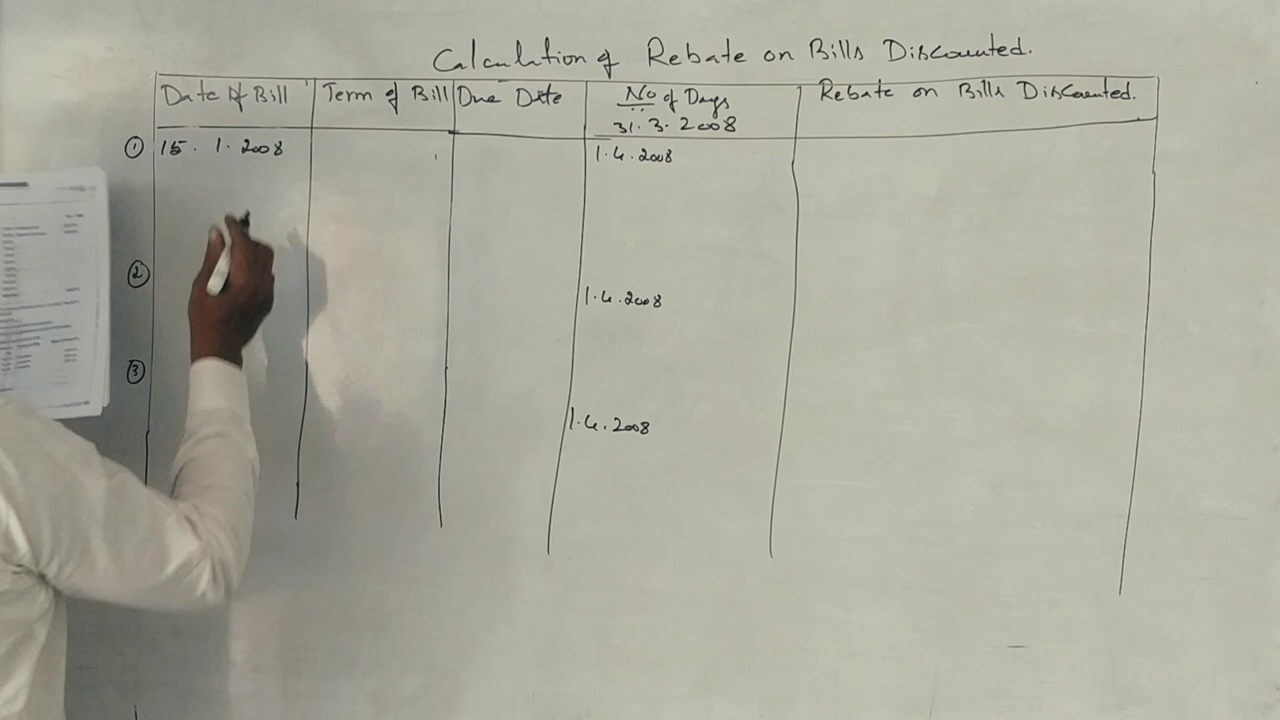 Calculation of Rebate on Bills Discounted.
Date of Bill Term of Bill Due Date No of Days Rebate on Bills Discounted.
31.3.2008
① 15. 1. 2008 1.4.2008
② 1.4.2008
③ 1.4.2008